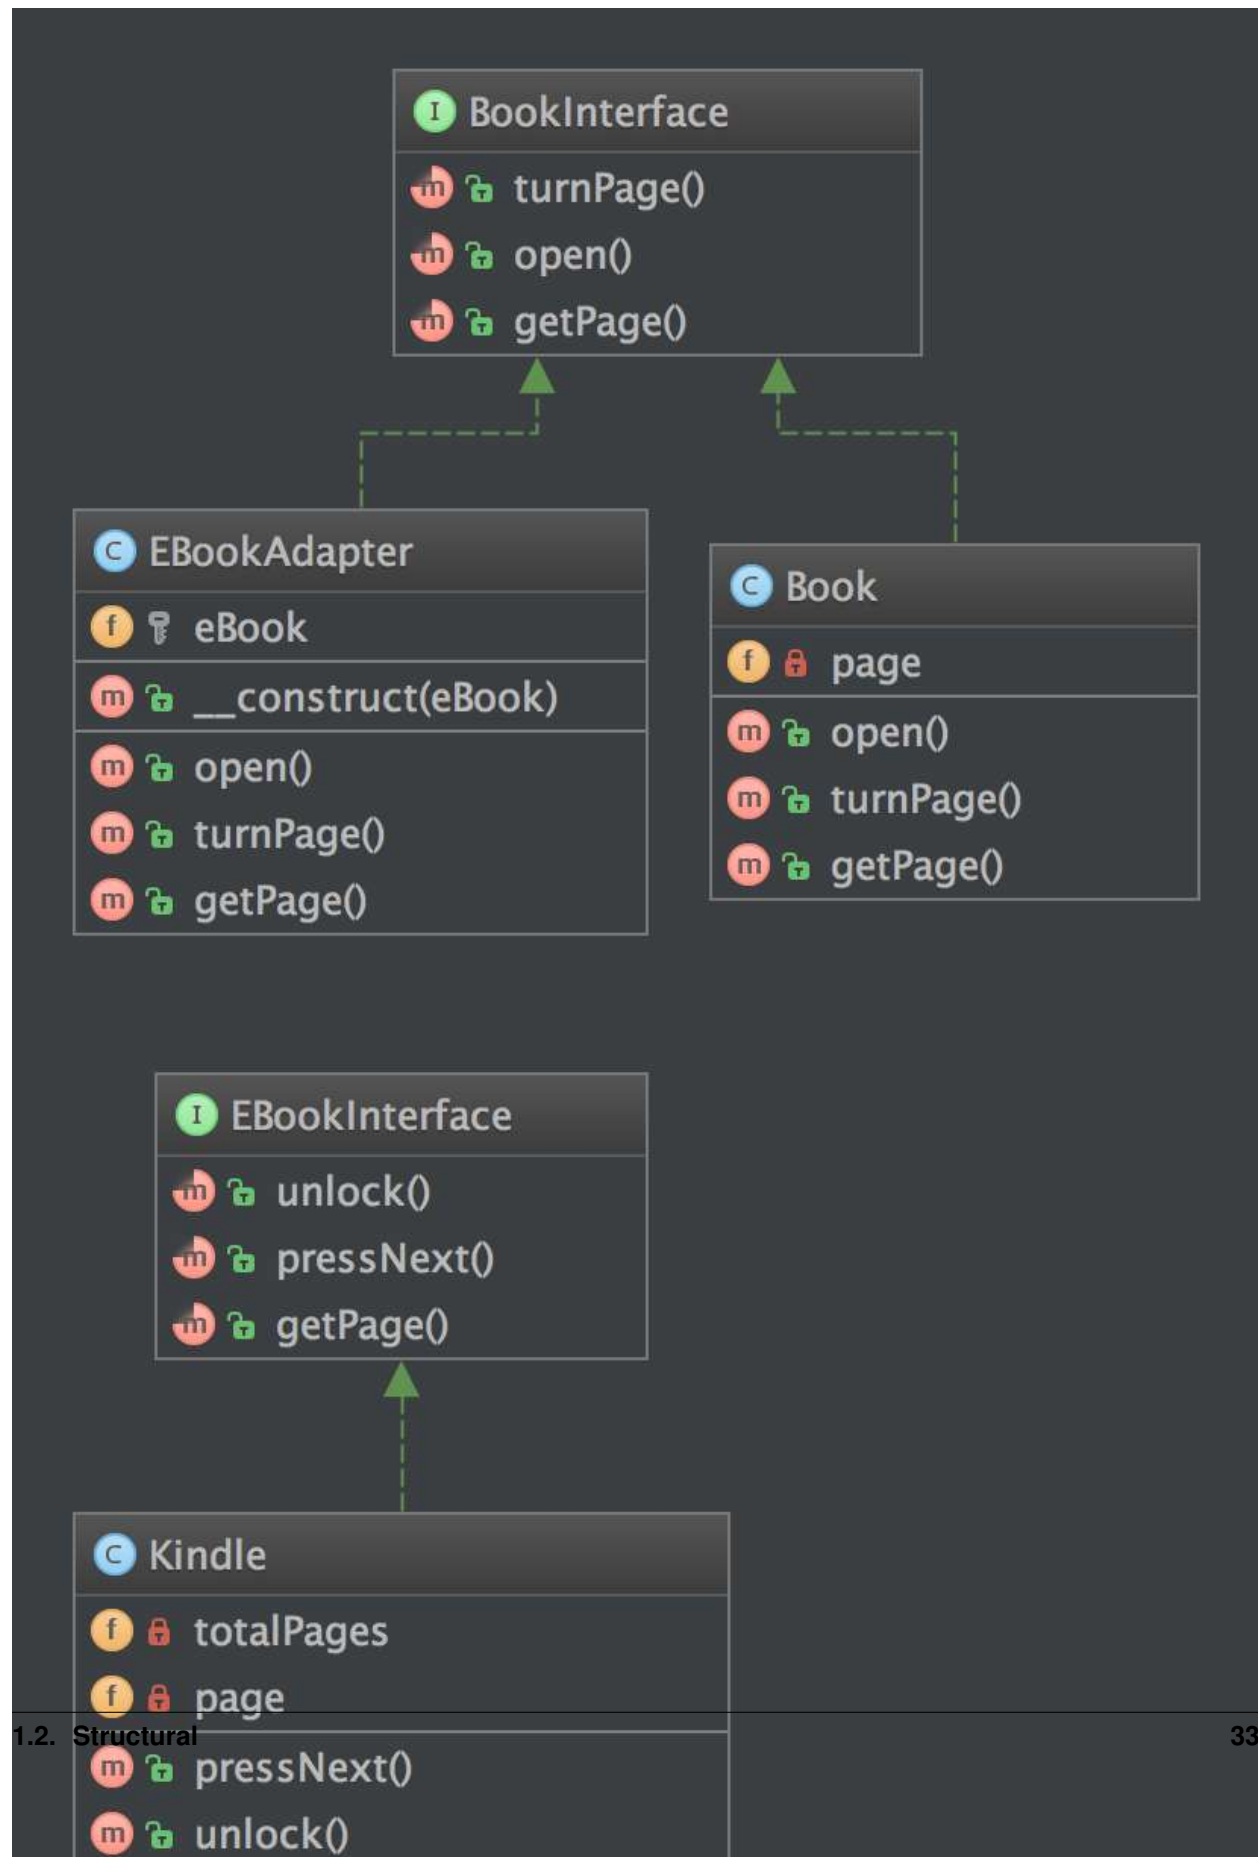 I BookInterface
m turnPage()
m open()
m getPage()
C EBookAdapter
f eBook
m __construct(eBook)
m open()
m turnPage()
m getPage()
C Book
f page
m open()
m turnPage()
m getPage()
I EBookInterface
m unlock()
m pressNext()
m getPage()
C Kindle
f totalPages
f page
1.2. Structural 33
m pressNext()
m unlock()